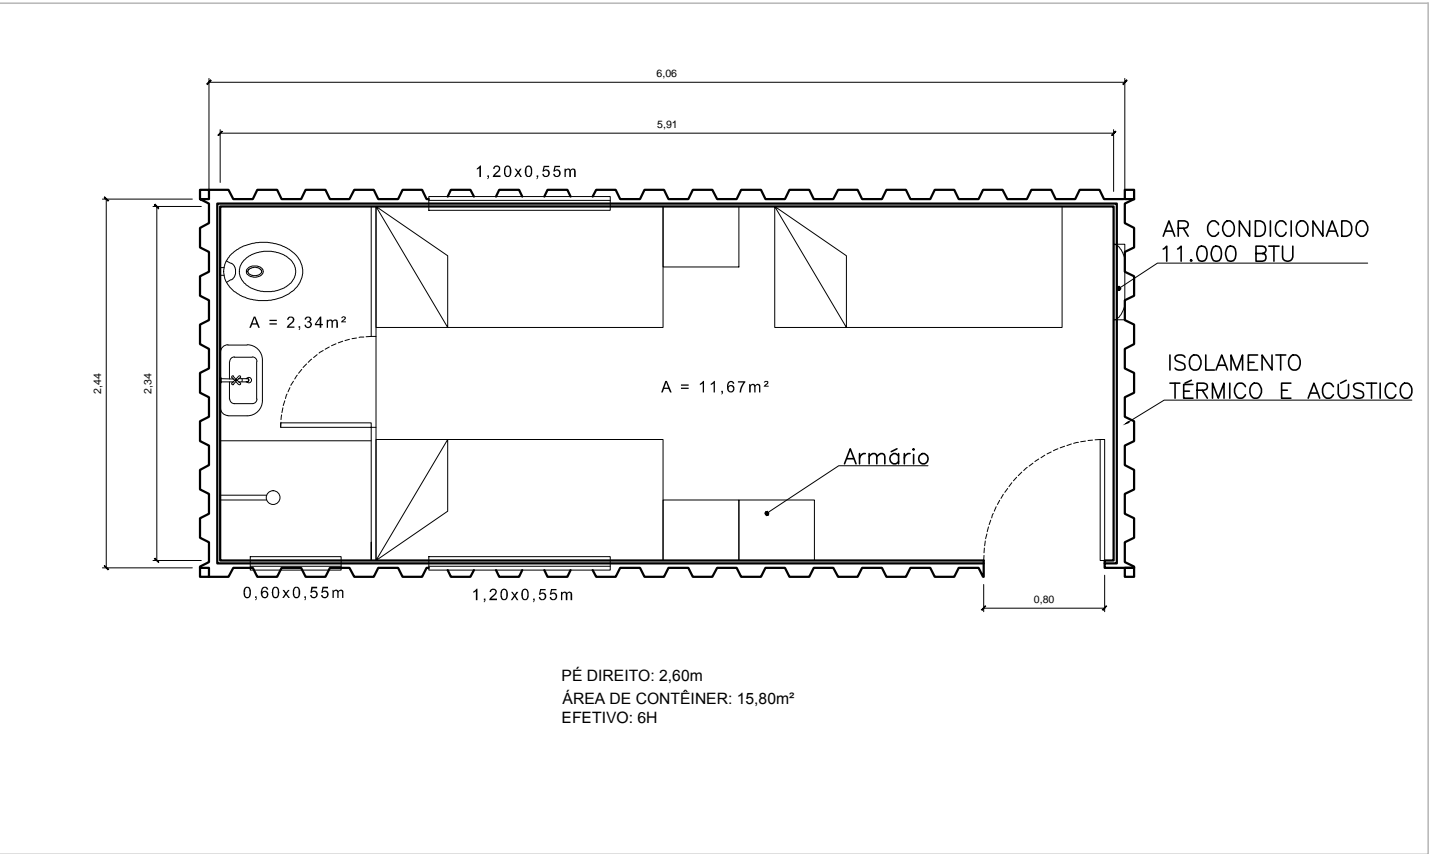 6,06
5,91
1,20x0,55m
AR CONDICIONADO
11.000 BTU
A = 2,34m²
2,44
2,34
A = 11,67m²
ISOLAMENTO
TÉRMICO E ACÚSTICO
Armário
0,60x0,55m
1,20x0,55m
0,80
PÉ DIREITO: 2,60m
ÁREA DE CONTÊINER: 15,80m²
EFETIVO: 6H